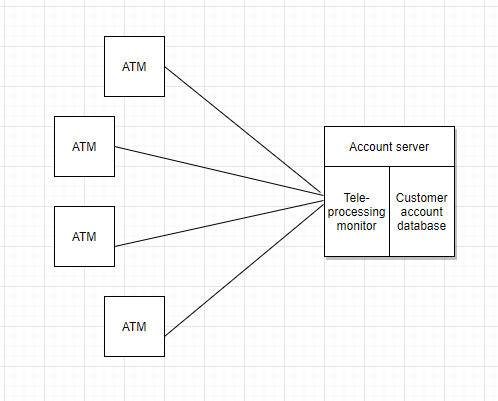 ATM
ATM
ATM
ATM
Account server
Tele-
processing
monitor
Customer
account
database